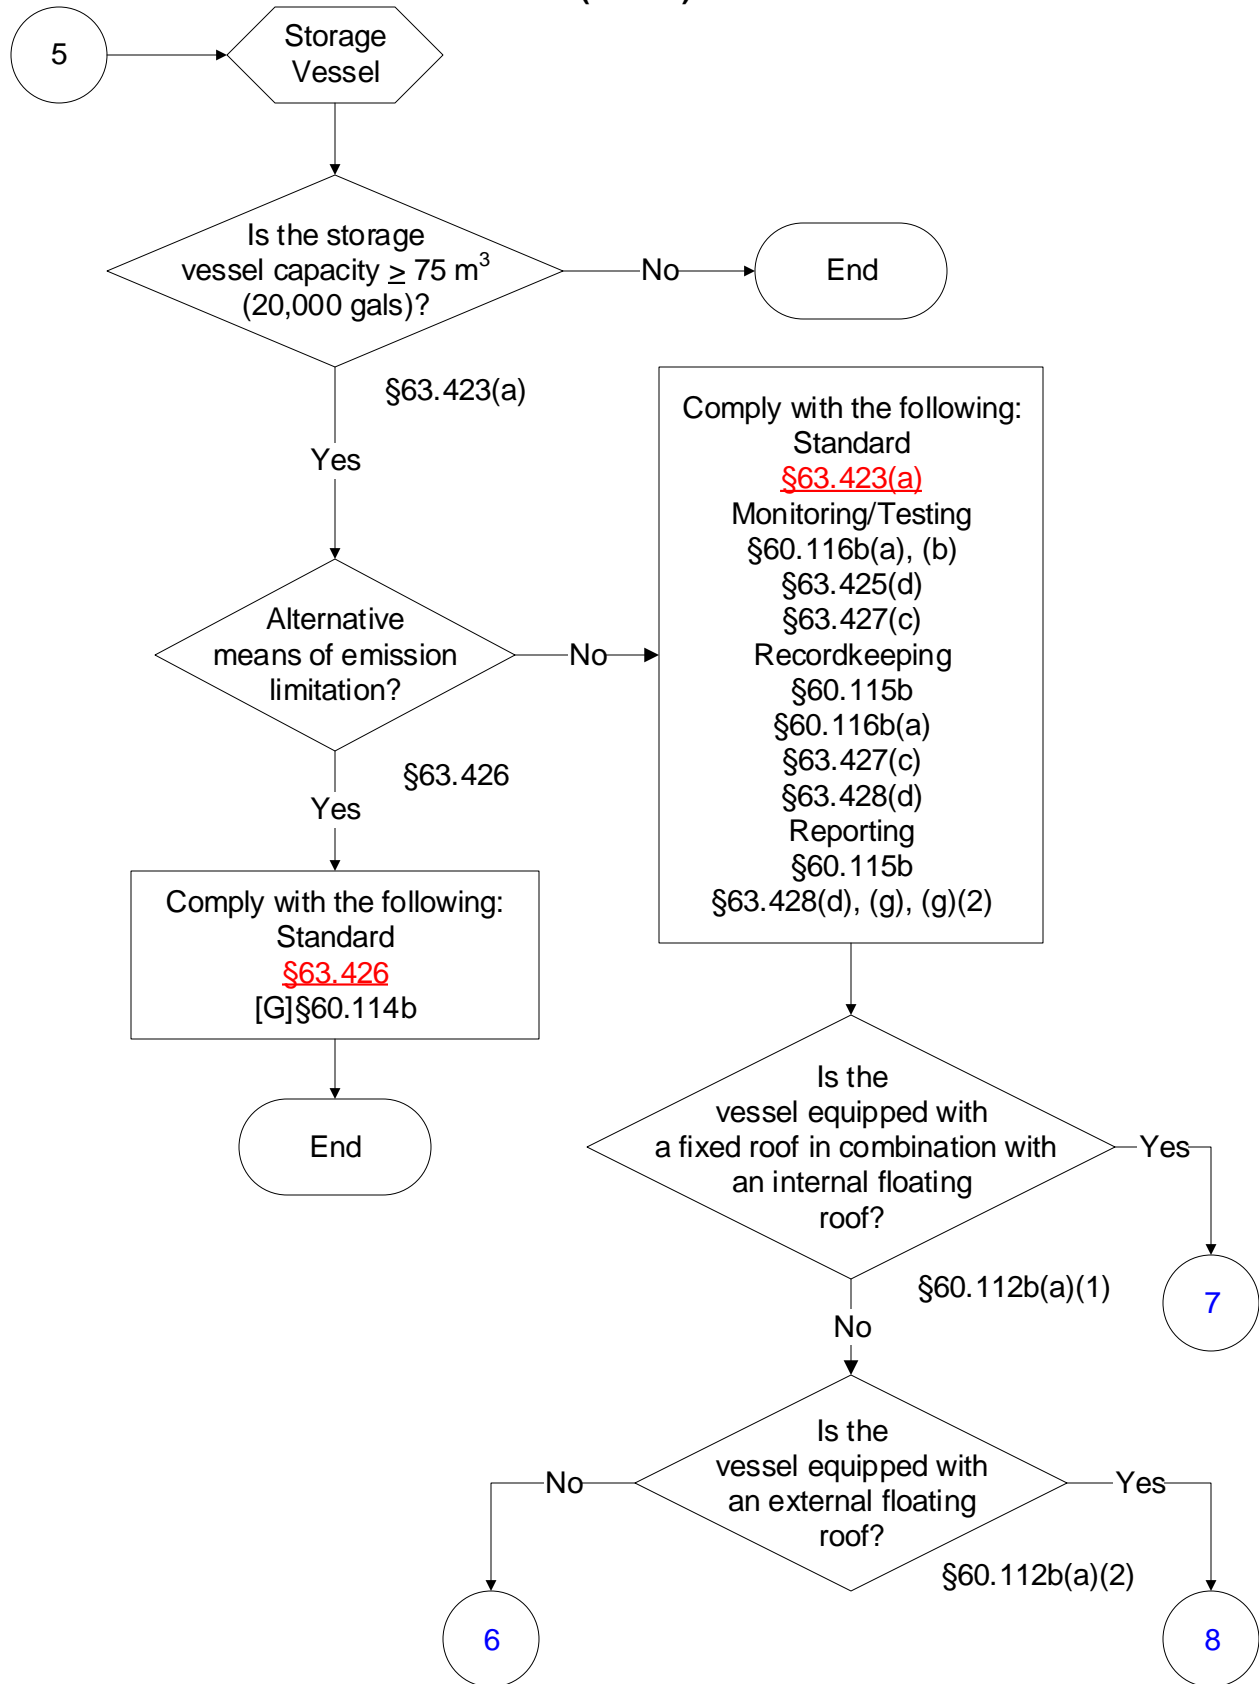 5
Storage
Vessel
Is the storage
vessel capacity ≥ 75 m³
(20,000 gals)?
No
End
§63.423(a)
Yes
Alternative
means of emission
limitation?
No
§63.426
Yes
Comply with the following:
Standard
§63.426
[G]§60.114b
End
Comply with the following:
Standard
§63.423(a)
Monitoring/Testing
§60.116b(a), (b)
§63.425(d)
§63.427(c)
Recordkeeping
§60.115b
§60.116b(a)
§63.427(c)
§63.428(d)
Reporting
§60.115b
§63.428(d), (g), (g)(2)
Is the
vessel equipped with
a fixed roof in combination with
an internal floating
roof?
Yes
§60.112b(a)(1)
7
No
Is the
vessel equipped with
an external floating
roof?
No
Yes
§60.112b(a)(2)
6
8